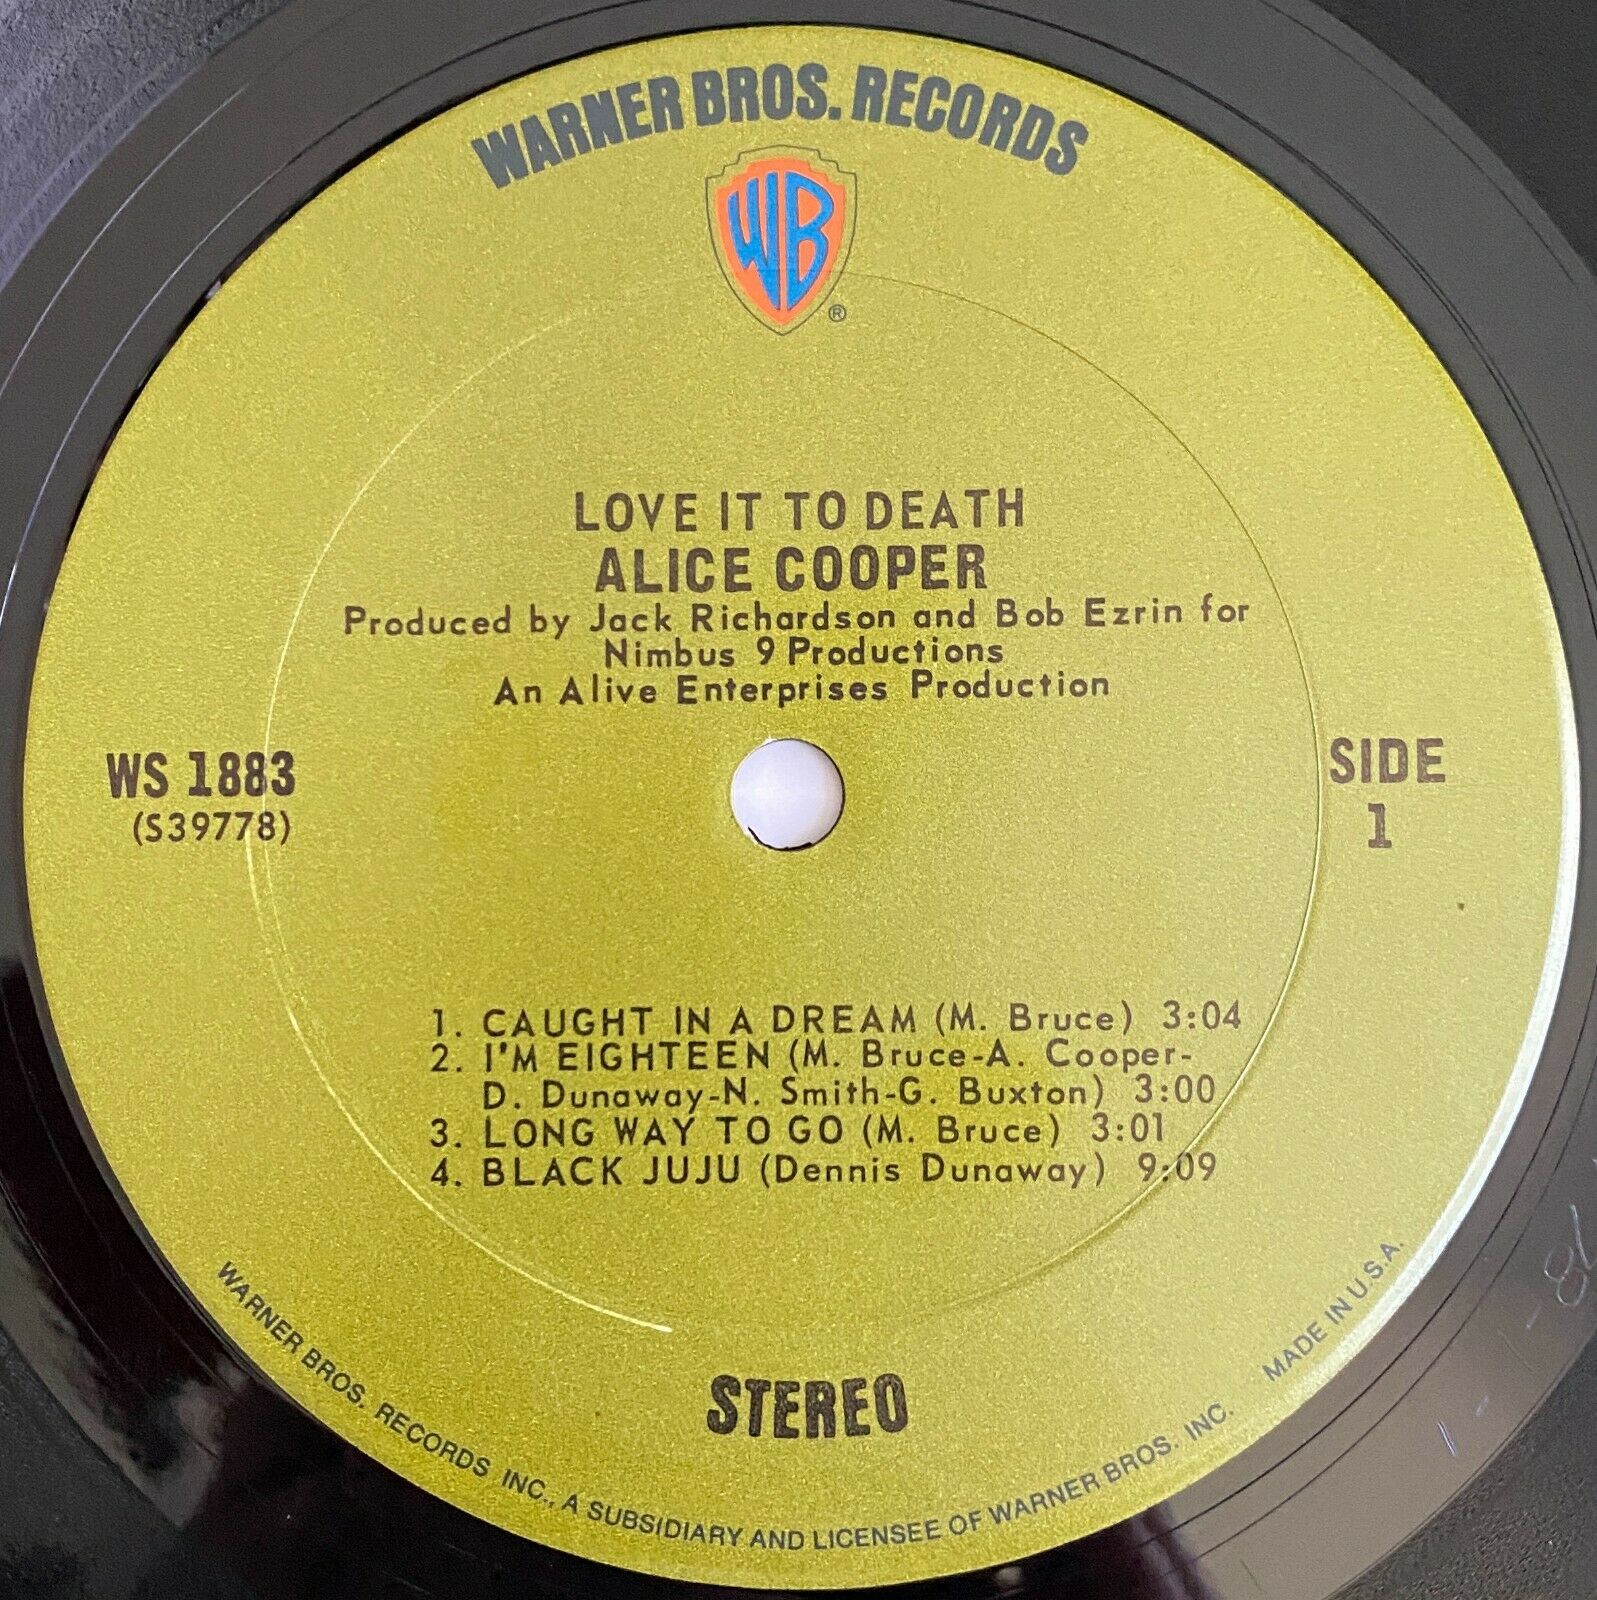 WARNER BROS. RECORDS
WB
®
LOVE IT TO DEATH
ALICE COOPER
Produced by Jack Richardson and Bob Ezrin for
Nimbus 9 Productions
An Alive Enterprises Production
WS 1883
(S39778)
SIDE
1
1. CAUGHT IN A DREAM (M. Bruce) 3:04
2. I'M EIGHTEEN (M. Bruce-A. Cooper-
D. Dunaway-N. Smith-G. Buxton) 3:00
3. LONG WAY TO GO (M. Bruce) 3:01
4. BLACK JUJU (Dennis Dunaway) 9:09
STEREO
WARNER BROS. RECORDS INC., A SUBSIDIARY AND LICENSEE OF WARNER BROS. INC.
MADE IN U.S.A.